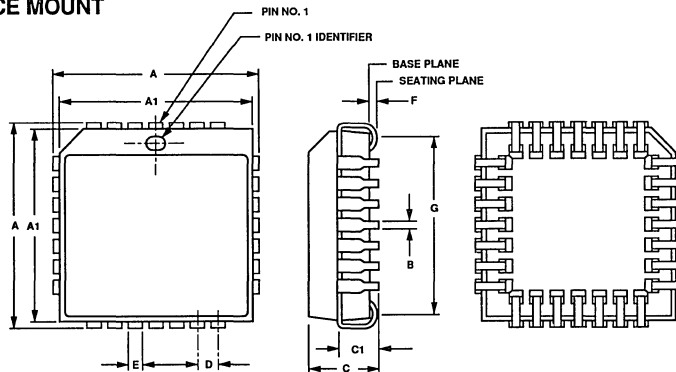 CE MOUNT
PIN NO. 1
PIN NO. 1 IDENTIFIER
BASE PLANE
SEATING PLANE
A
A1
F
A
A1
G
B
E
D
C1
C